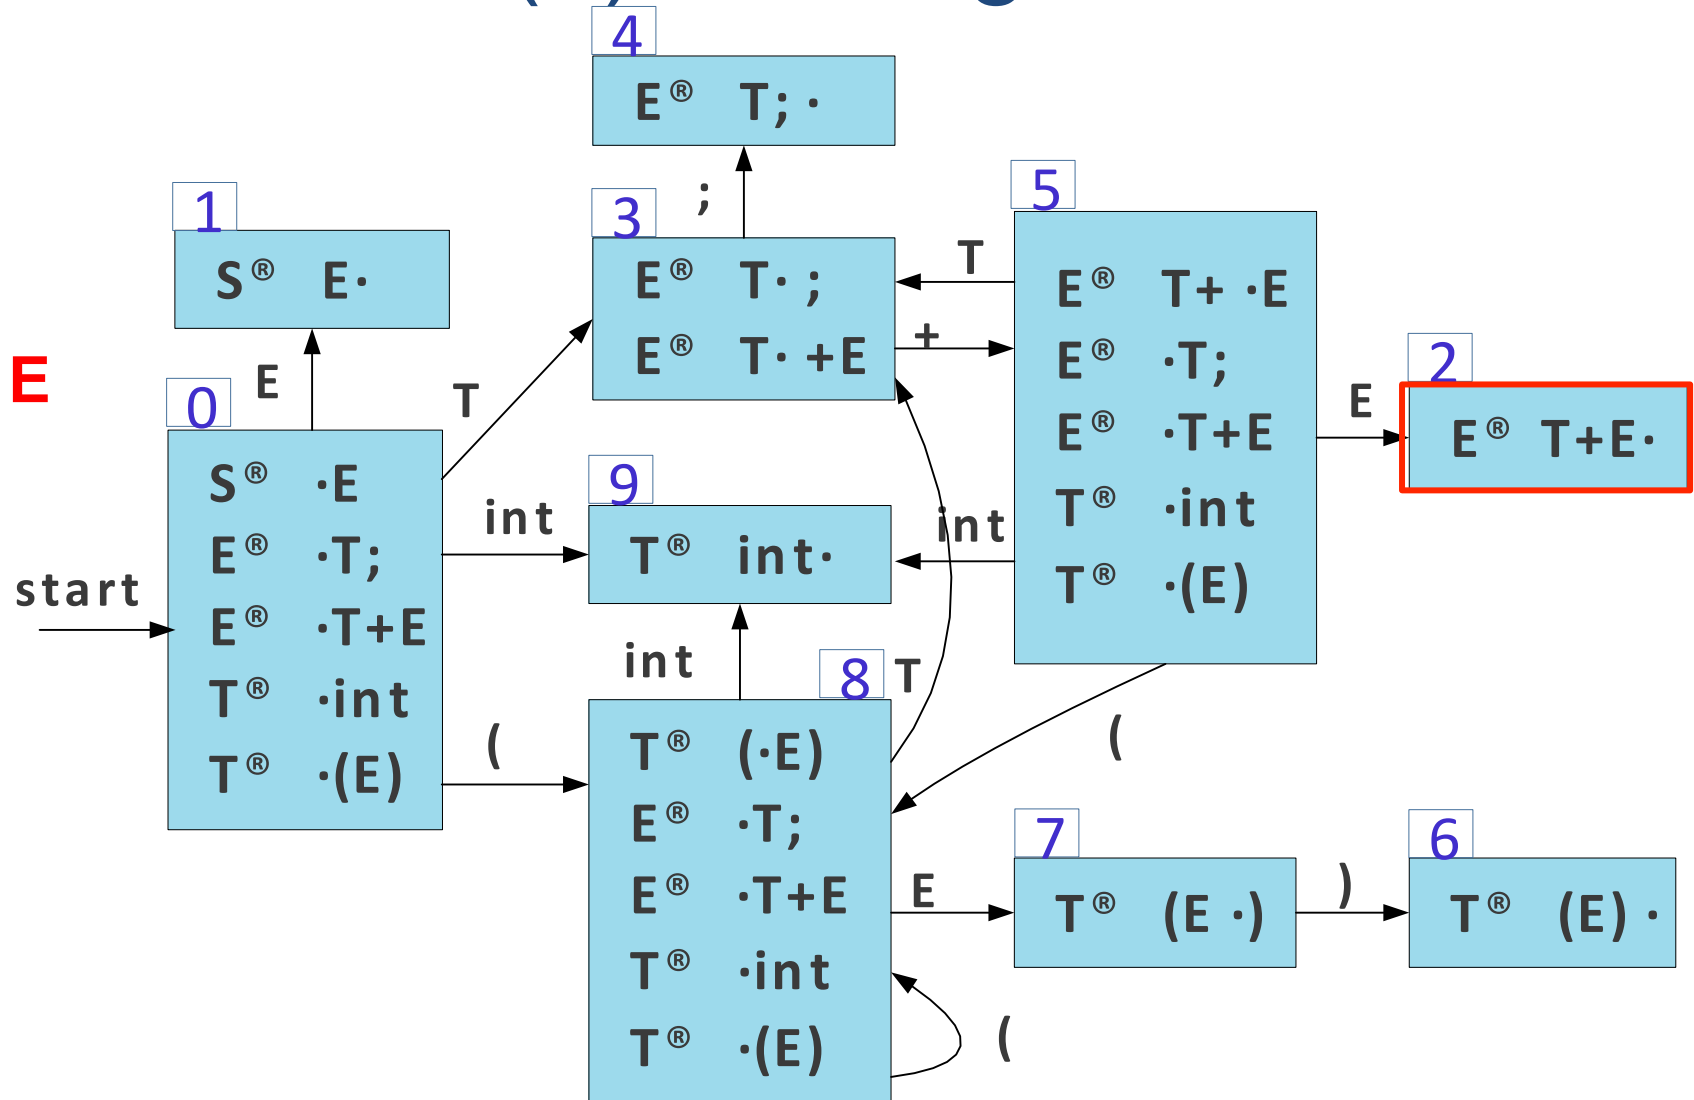 4
E® T; ·
;
1
S® E·
E
3
E® T· ;
E® T· +E
T
+
5
E® T+ ·E
E® ·T;
E® ·T+E
T® ·int
T® ·(E)
E
2
E® T+E·
E
T
0
S® ·E
E® ·T;
E® ·T+E
T® ·int
T® ·(E)
start
int
9
T® int·
int
int
(
8
T
T® (·E)
E® ·T;
E® ·T+E
T® ·int
T® ·(E)
(
E
(
7
T® (E ·)
)
6
T® (E) ·